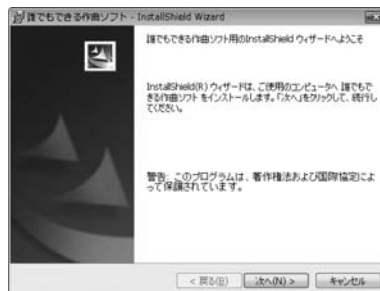 誰でもできる作曲ソフト - InstallShield Wizard
誰でもできる作曲ソフト用のInstallShield ウィザードへようこそ
InstallShield(R) ウィザードは、ご使用のコンピュータへ 誰でもで
きる作曲ソフト をインストールします。「次へ」をクリックして、続行し
てください。
警告: このプログラムは、著作権法および国際協定によ
って保護されています。
< 戻る(B)
次へ(N) >
キャンセル